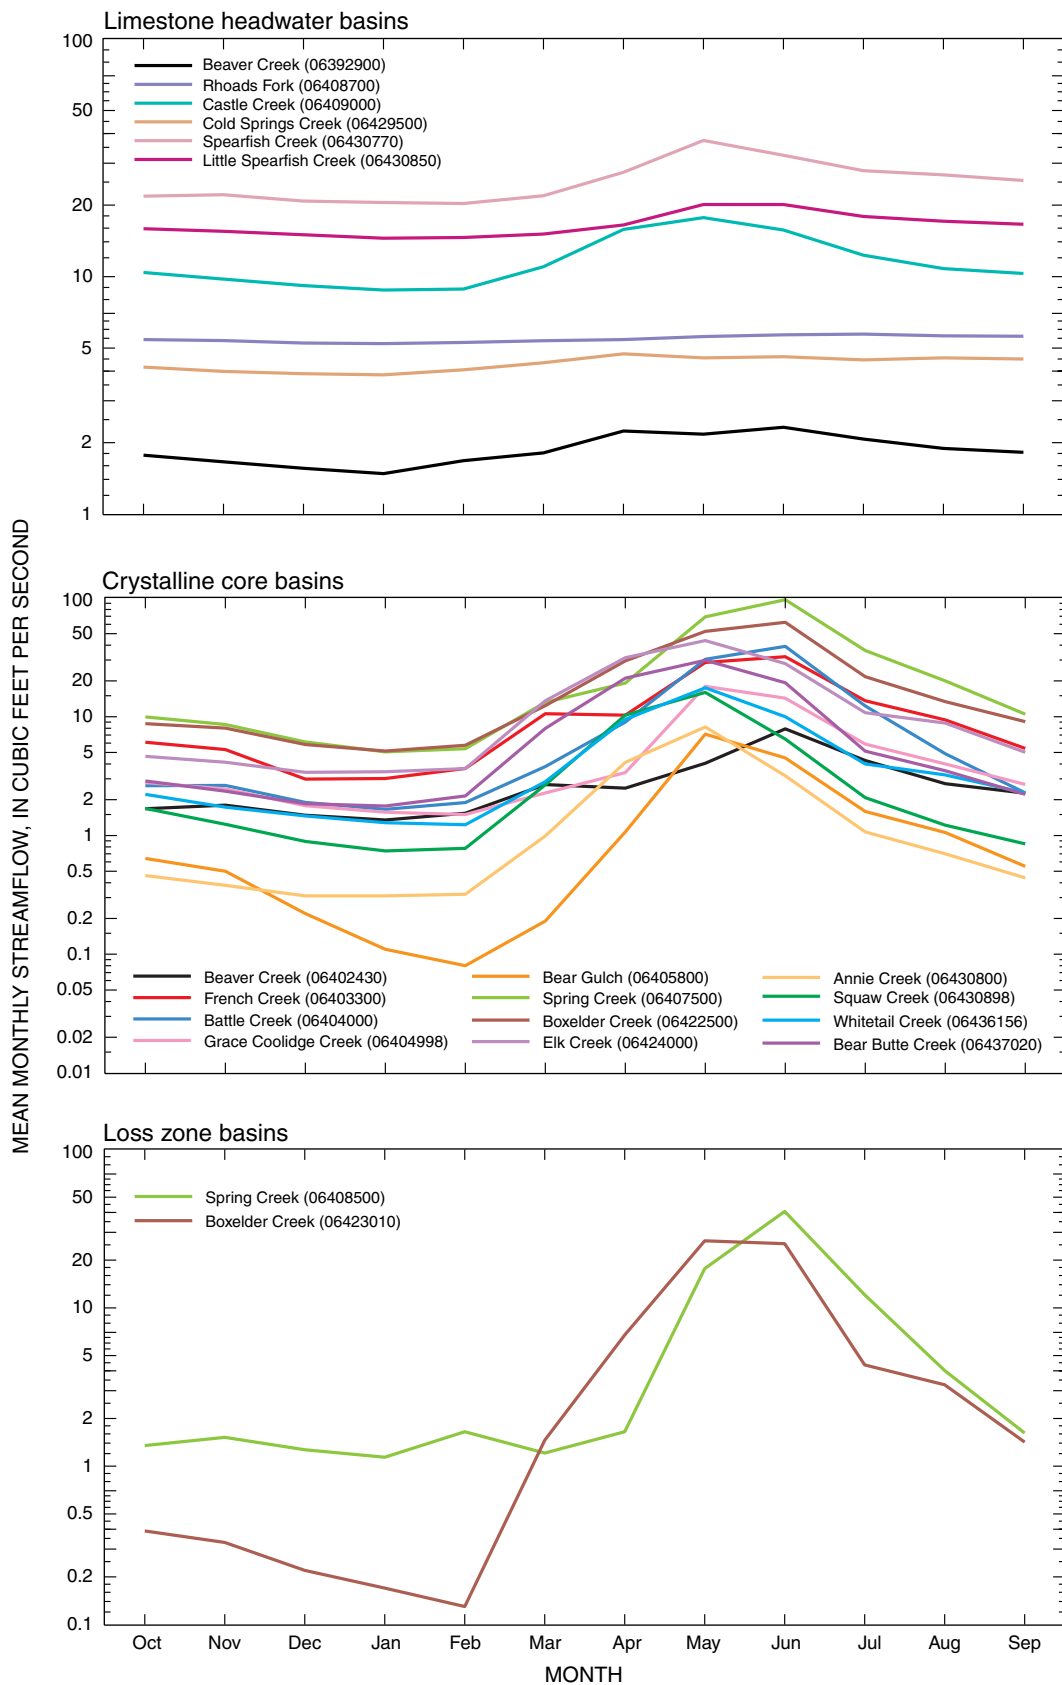 MEAN MONTHLY STREAMFLOW, IN CUBIC FEET PER SECOND
Limestone headwater basins
100
50
20
10
5
2
1
Beaver Creek (06392900)
Rhoads Fork (06408700)
Castle Creek (06409000)
Cold Springs Creek (06429500)
Spearfish Creek (06430770)
Little Spearfish Creek (06430850)
Crystalline core basins
100
50
20
10
5
2
1
0.5
0.2
0.1
0.05
0.02
0.01
Beaver Creek (06402430)
French Creek (06403300)
Battle Creek (06404000)
Grace Coolidge Creek (06404998)
Bear Gulch (06405800)
Spring Creek (06407500)
Boxelder Creek (06422500)
Elk Creek (06424000)
Annie Creek (06430800)
Squaw Creek (06430898)
Whitetail Creek (06436156)
Bear Butte Creek (06437020)
Loss zone basins
100
50
20
10
5
2
1
0.5
0.2
0.1
Spring Creek (06408500)
Boxelder Creek (06423010)
Oct Nov Dec Jan Feb Mar Apr May Jun Jul Aug Sep
MONTH